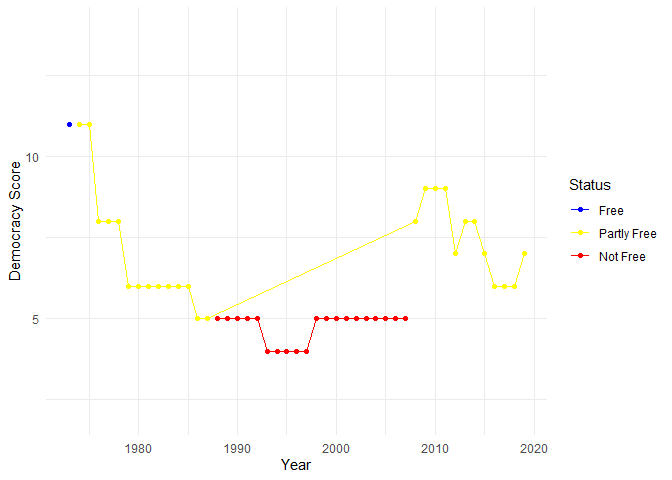 10
5
Democracy Score
1980
1990
2000
2010
2020
Year
Status
Free
Partly Free
Not Free